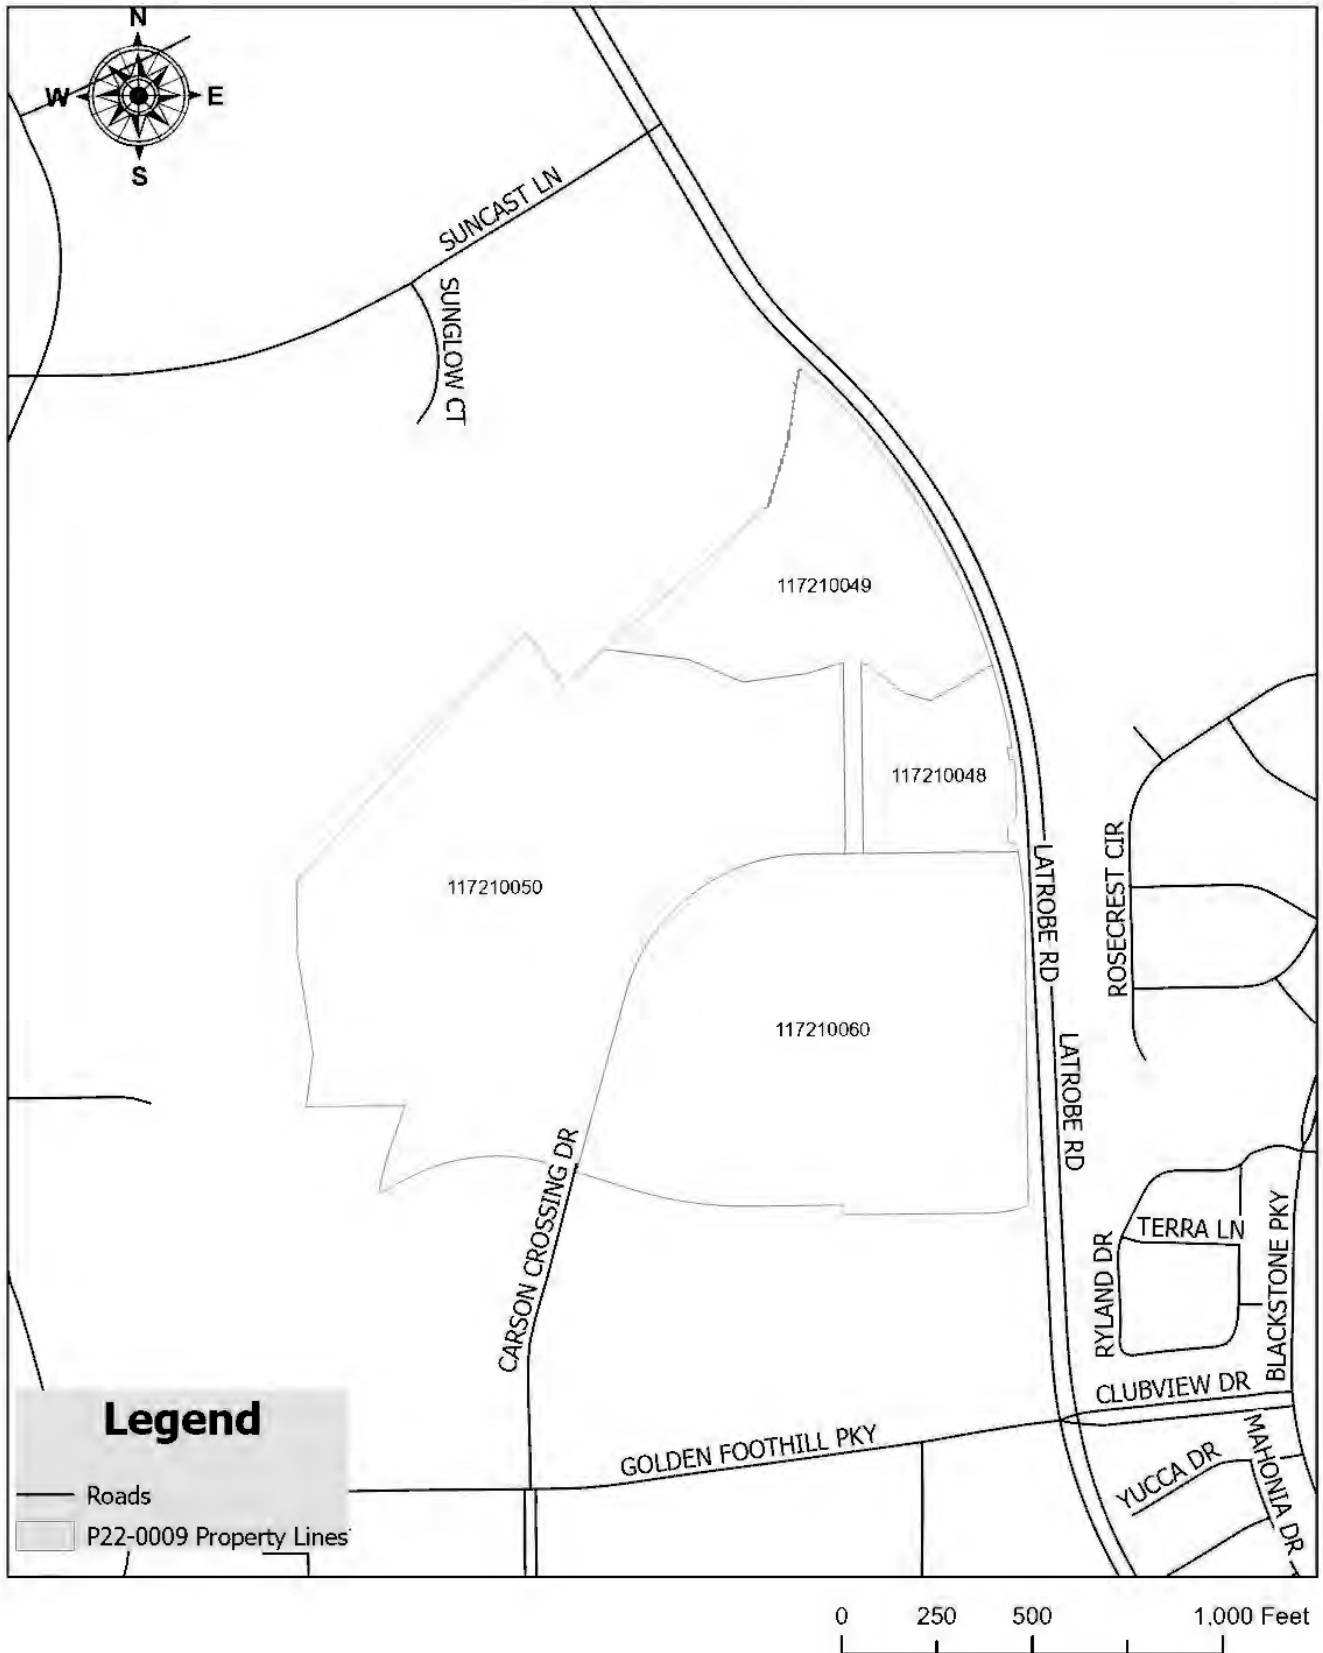 N
W
E
S
SUNCAST LN
SUNGLOW CT
117210049
117210048
117210050
LATROBE RD
ROSECREST CIR
117210060
LATROBE RD
CARSON CROSSING DR
TERRA LN
RYLAND DR
BLACKSTONE PKY
CLUBVIEW DR
GOLDEN FOOTHILL PKY
YUCCA DR
MAHONIA DR
Legend
Roads
P22-0009 Property Lines
0 250 500 1,000 Feet